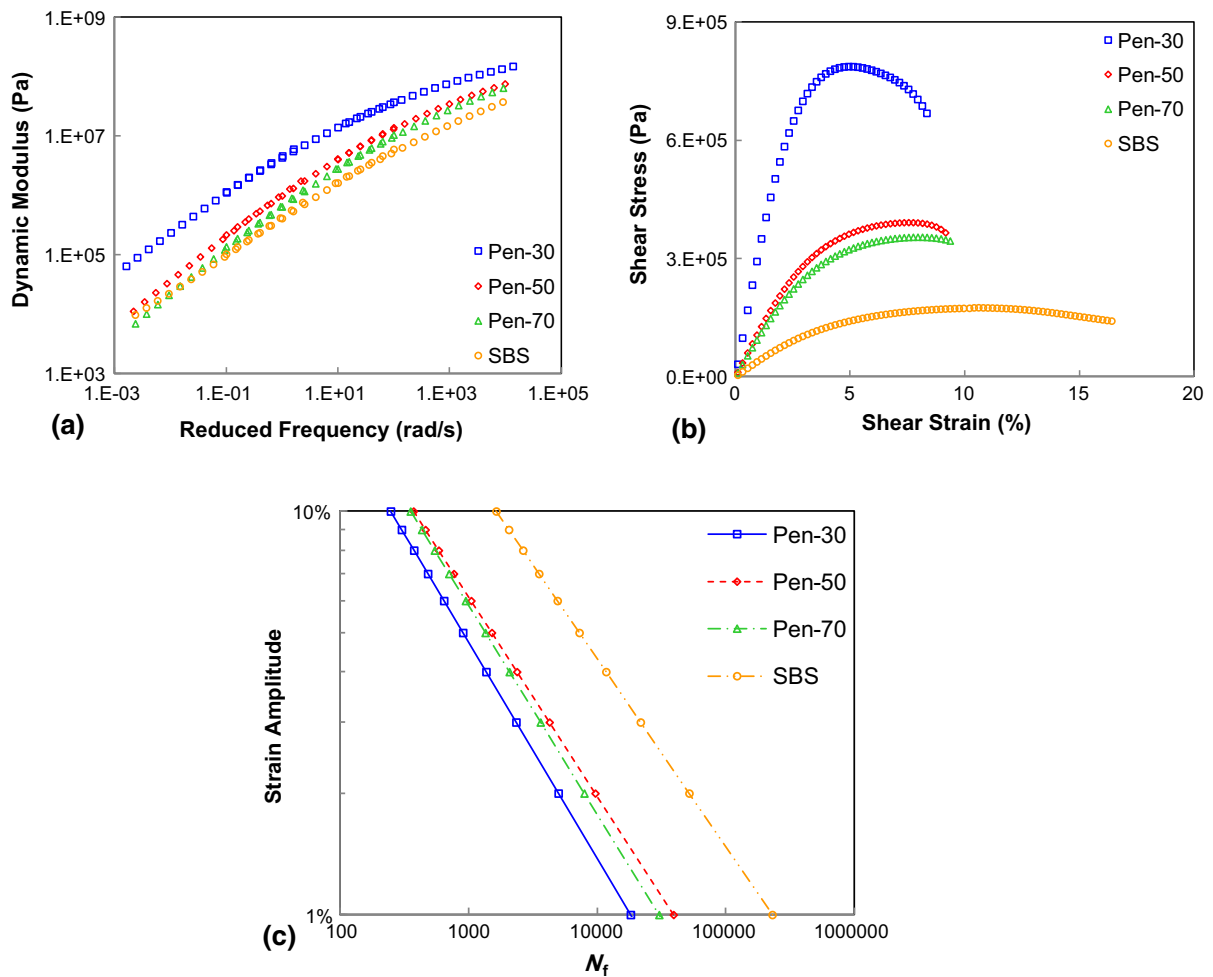 1.E+09
1.E+07
1.E+05
1.E+03
Dynamic Modulus (Pa)
Pen-30
Pen-50
Pen-70
SBS
1.E-03
1.E-01
1.E+01
1.E+03
1.E+05
(a)
Reduced Frequency (rad/s)
9.E+05
6.E+05
3.E+05
0.E+00
Shear Stress (Pa)
Pen-30
Pen-50
Pen-70
SBS
0
5
10
15
20
(b)
Shear Strain (%)
10%
1%
Strain Amplitude
Pen-30
Pen-50
Pen-70
SBS
(c)
100
1000
10000
100000
1000000
Nf